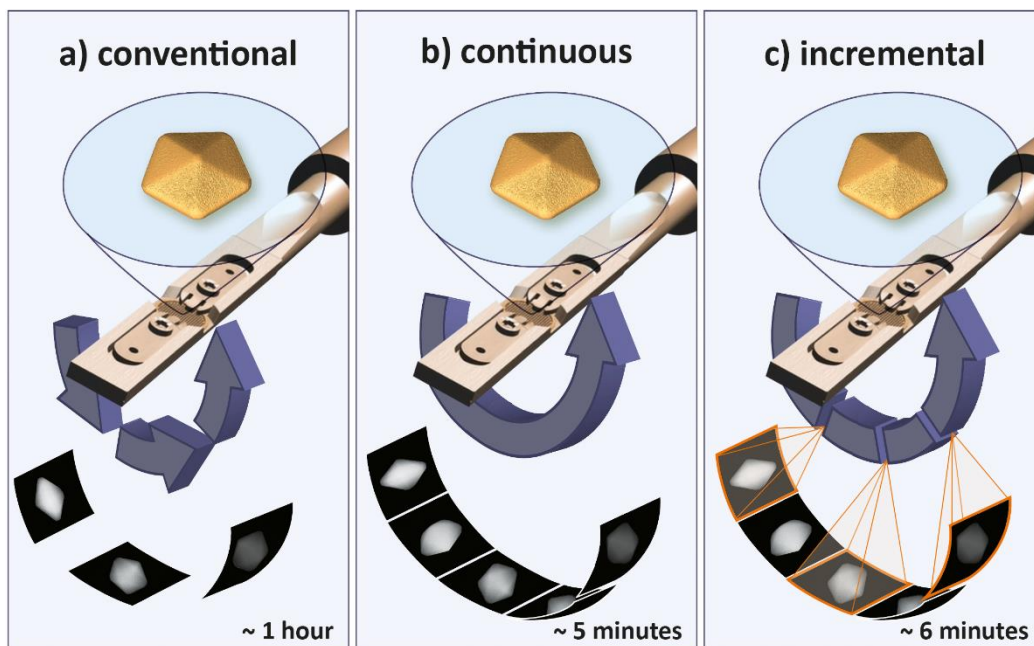 a) conventional
b) continuous
c) incremental
~ 1 hour
~ 5 minutes
~ 6 minutes